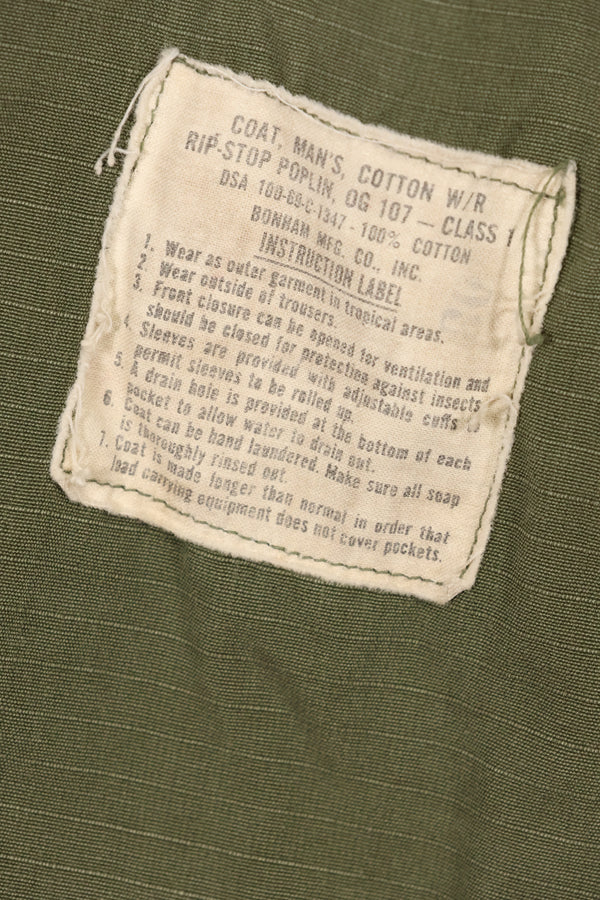 COAT, MAN'S, COTTON W/R
RIP-STOP POPLIN, OG 107 — CLASS 1
DSA 100-69-C-1347 - 100% COTTON
BONHAM MFG. CO., INC.
INSTRUCTION LABEL
1. Wear as outer garment in tropical areas.
2. Wear outside of trousers.
3. Front closure can be opened for ventilation and
should be closed for protecting against insects
4. Sleeves are provided with adjustable cuffs to
permit sleeves to be rolled up.
5. A drain hole is provided at the bottom of each
pocket to allow water to drain out.
6. Coat can be hand laundered. Make sure all soap
is thoroughly rinsed out.
7. Coat is made longer than normal in order that
load carrying equipment does not cover pockets.